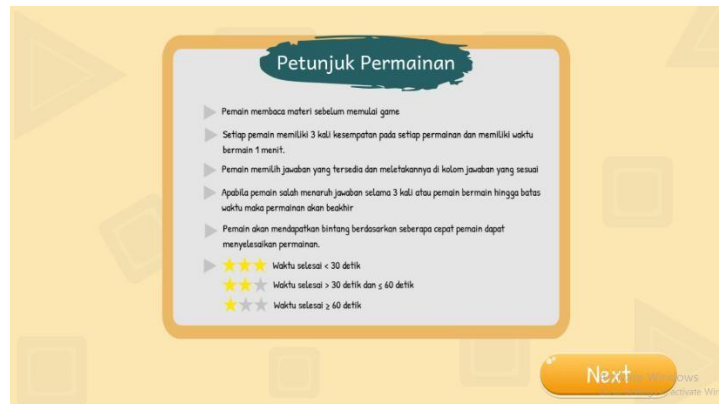 Petunjuk Permainan
Pemain membaca materi sebelum memulai game
Setiap pemain memiliki 3 kali kesempatan pada setiap permainan dan memiliki waktu
bermain 1 menit.
Pemain memilih jawaban yang tersedia dan meletakannya di kolom jawaban yang sesuai
Apabila pemain salah menaruh jawaban selama 3 kali atau pemain bermain hingga batas
waktu maka permainan akan beakhir
Pemain akan mendapatkan bintang berdasarkan seberapa cepat pemain dapat
menyelesaikan permainan.
Waktu selesai < 30 detik
Waktu selesai > 30 detik dan ≤ 60 detik
Waktu selesai ≥ 60 detik
Next